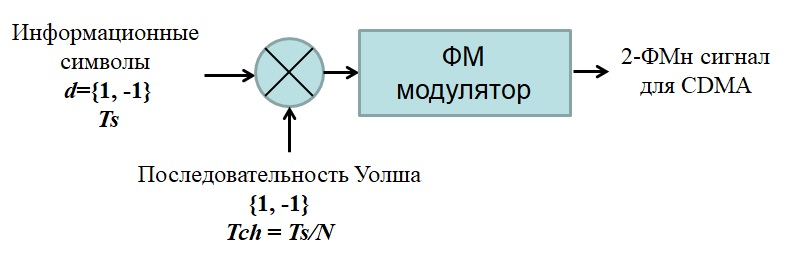 Информационные
символы
d={1, -1}
Ts
ФМ
модулятор
2-ФМн сигнал
для CDMA
Последовательность Уолша
{1, -1}
Tch = Ts/N